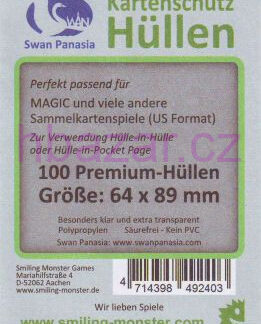 Kartenschutz
Hüllen
SWAN
Swan Panasia
Perfekt passend für
MAGIC und viele andere
Sammelkartenspiele (US Format)
Zur Verwendung Hülle-in-Hülle
oder Hülle-in-Pocket Page
100 Premium-Hüllen
Größe: 64 x 89 mm
Besonders klar und extra transparent
Polypropylen Säurefrei - Kein PVC
Swan Panasia: www.swanpanasia.com
Smiling Monster Games
Mariahilfstraße 4
D-52062 Aachen
www.smiling-monster.de
4 714398 492403
Wir lieben Spiele
www.smiling-monster.com